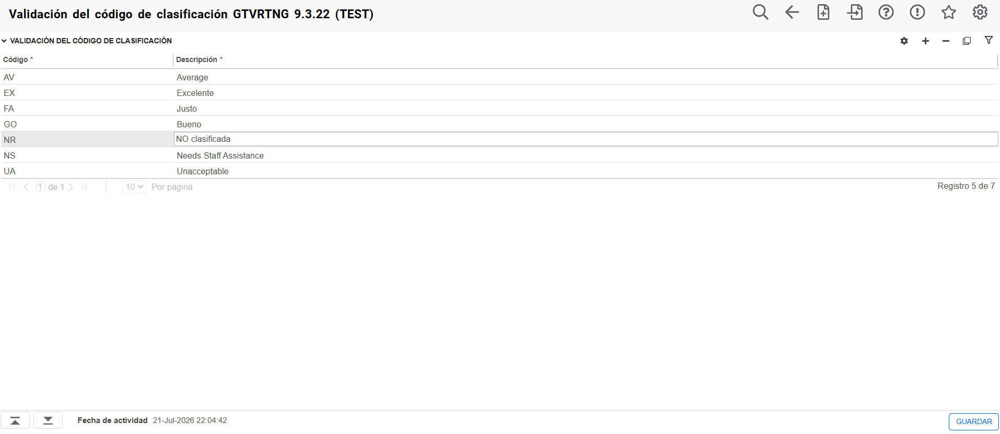 Validación del código de clasificación GTVRTNG 9.3.22 (TEST)
VALIDACIÓN DEL CÓDIGO DE CLASIFICACIÓN
Código * Descripción *
AV Average
EX Excelente
FA Justo
GO Bueno
NR NO clasificada
NS Needs Staff Assistance
UA Unacceptable
1 de 1 10 Por página Registro 5 de 7
Fecha de actividad 21-Jul-2026 22:04:42 GUARDAR